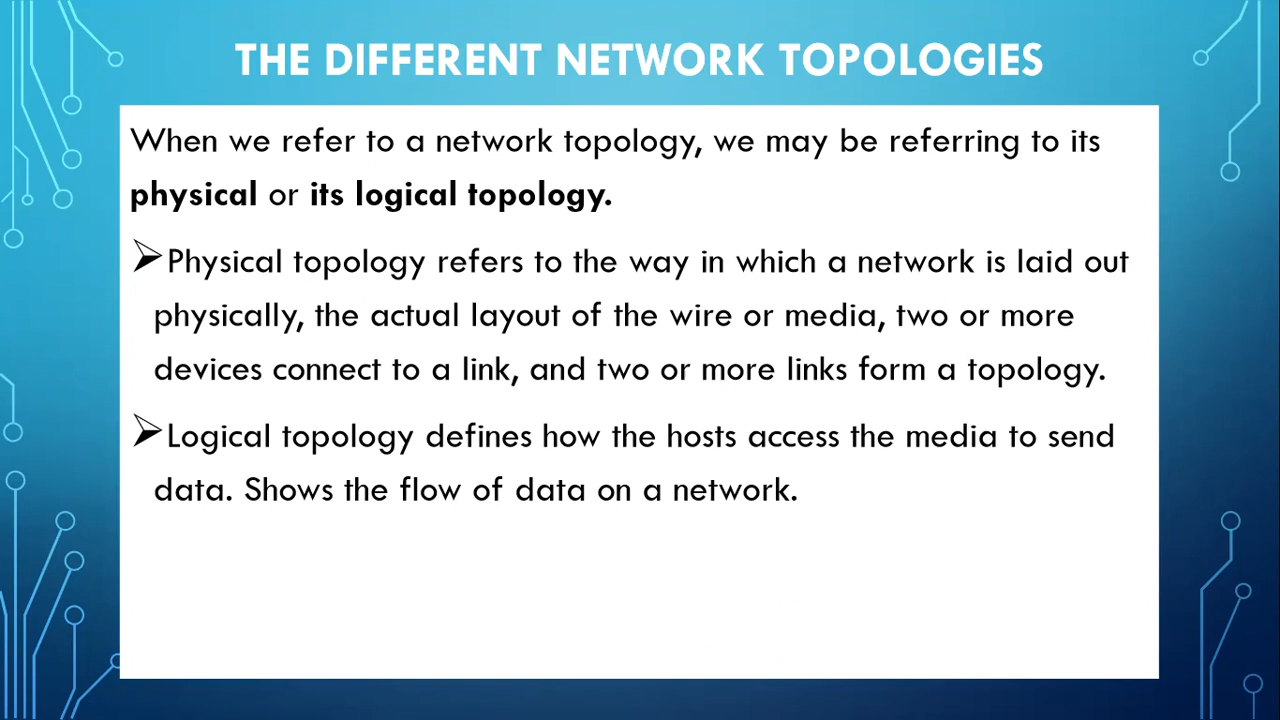 THE DIFFERENT NETWORK TOPOLOGIES
When we refer to a network topology, we may be referring to its
physical or its logical topology.
➢Physical topology refers to the way in which a network is laid out
physically, the actual layout of the wire or media, two or more
devices connect to a link, and two or more links form a topology.
➢Logical topology defines how the hosts access the media to send
data. Shows the flow of data on a network.